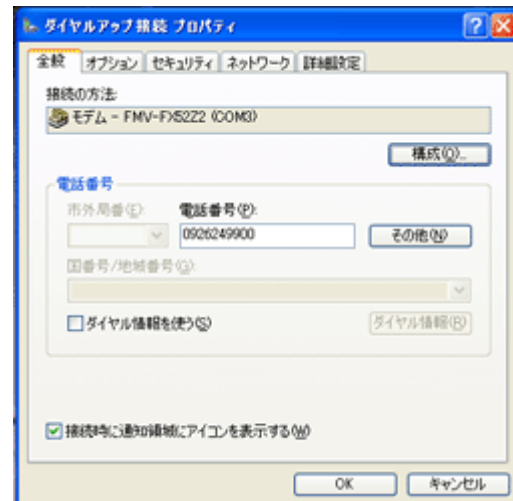 ダイヤルアップ接続 プロパティ
全般 オプション セキュリティ ネットワーク 詳細設定
接続の方法:
モデム - FMV-FX52Z2 (COM3)
構成(O)...
電話番号
市外局番(E): 電話番号(P):
0926249900 その他(N)
国番号/地域番号(G):
ダイヤル情報を使う(S) ダイヤル情報(R)
接続時に通知領域にアイコンを表示する(W)
OK キャンセル